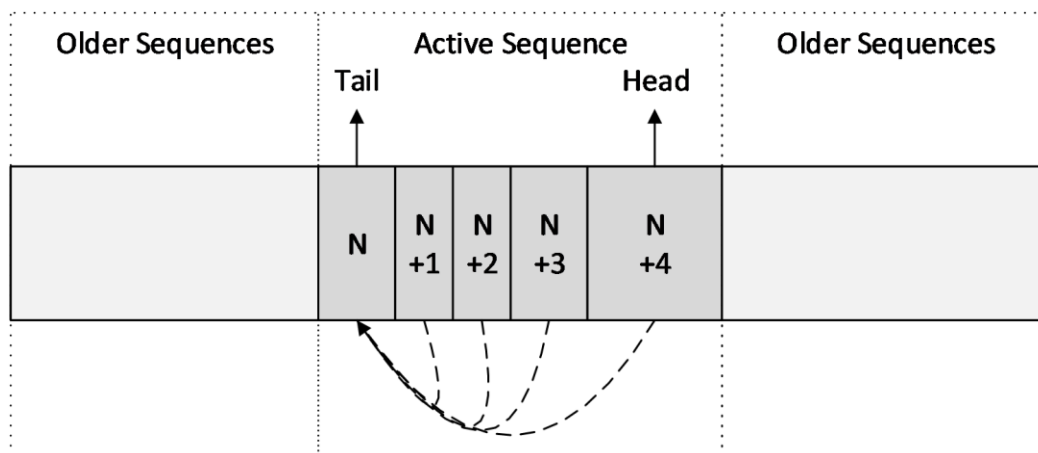 Older Sequences
Active Sequence
Older Sequences
Tail
Head
N
N
+1
N
+2
N
+3
N
+4